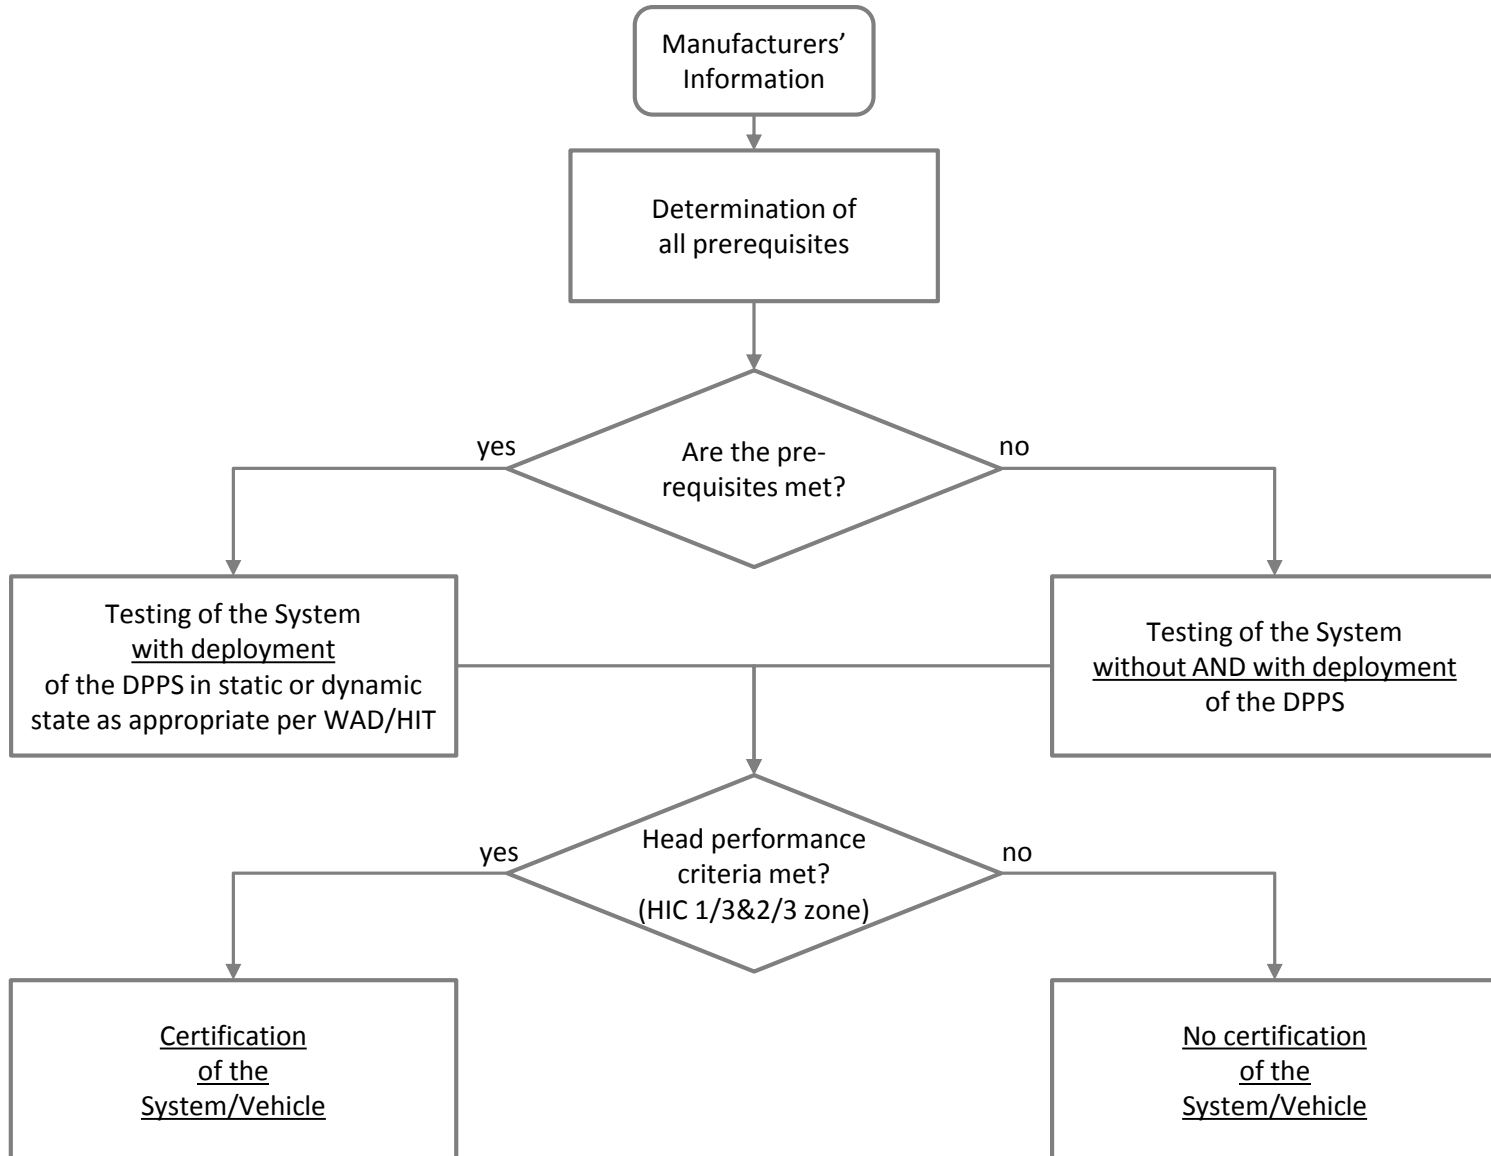 Manufacturers’
Information
Determination of
all prerequisites
Are the pre-
requisites met?
yes
no
Testing of the System
with deployment
of the DPPS in static or dynamic
state as appropriate per WAD/HIT
Testing of the System
without AND with deployment
of the DPPS
Head performance
criteria met?
(HIC 1/3&2/3 zone)
yes
no
Certification
of the
System/Vehicle
No certification
of the
System/Vehicle